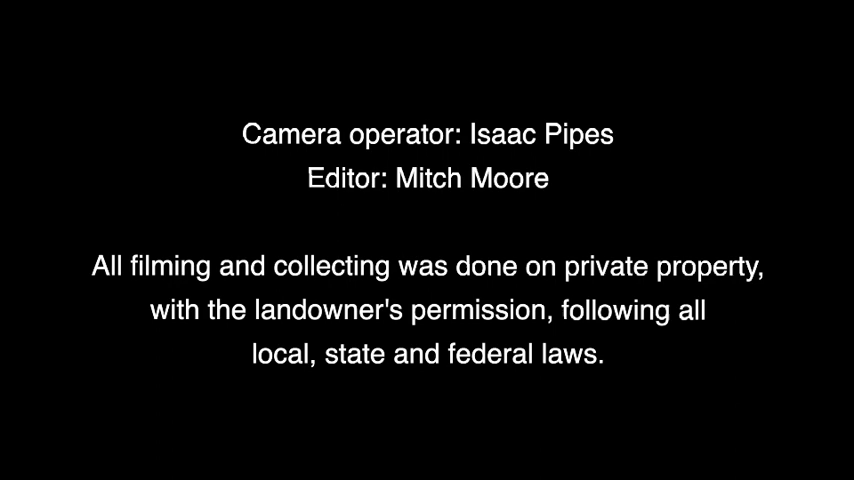 Camera operator: Isaac Pipes
Editor: Mitch Moore
All filming and collecting was done on private property,
with the landowner's permission, following all
local, state and federal laws.